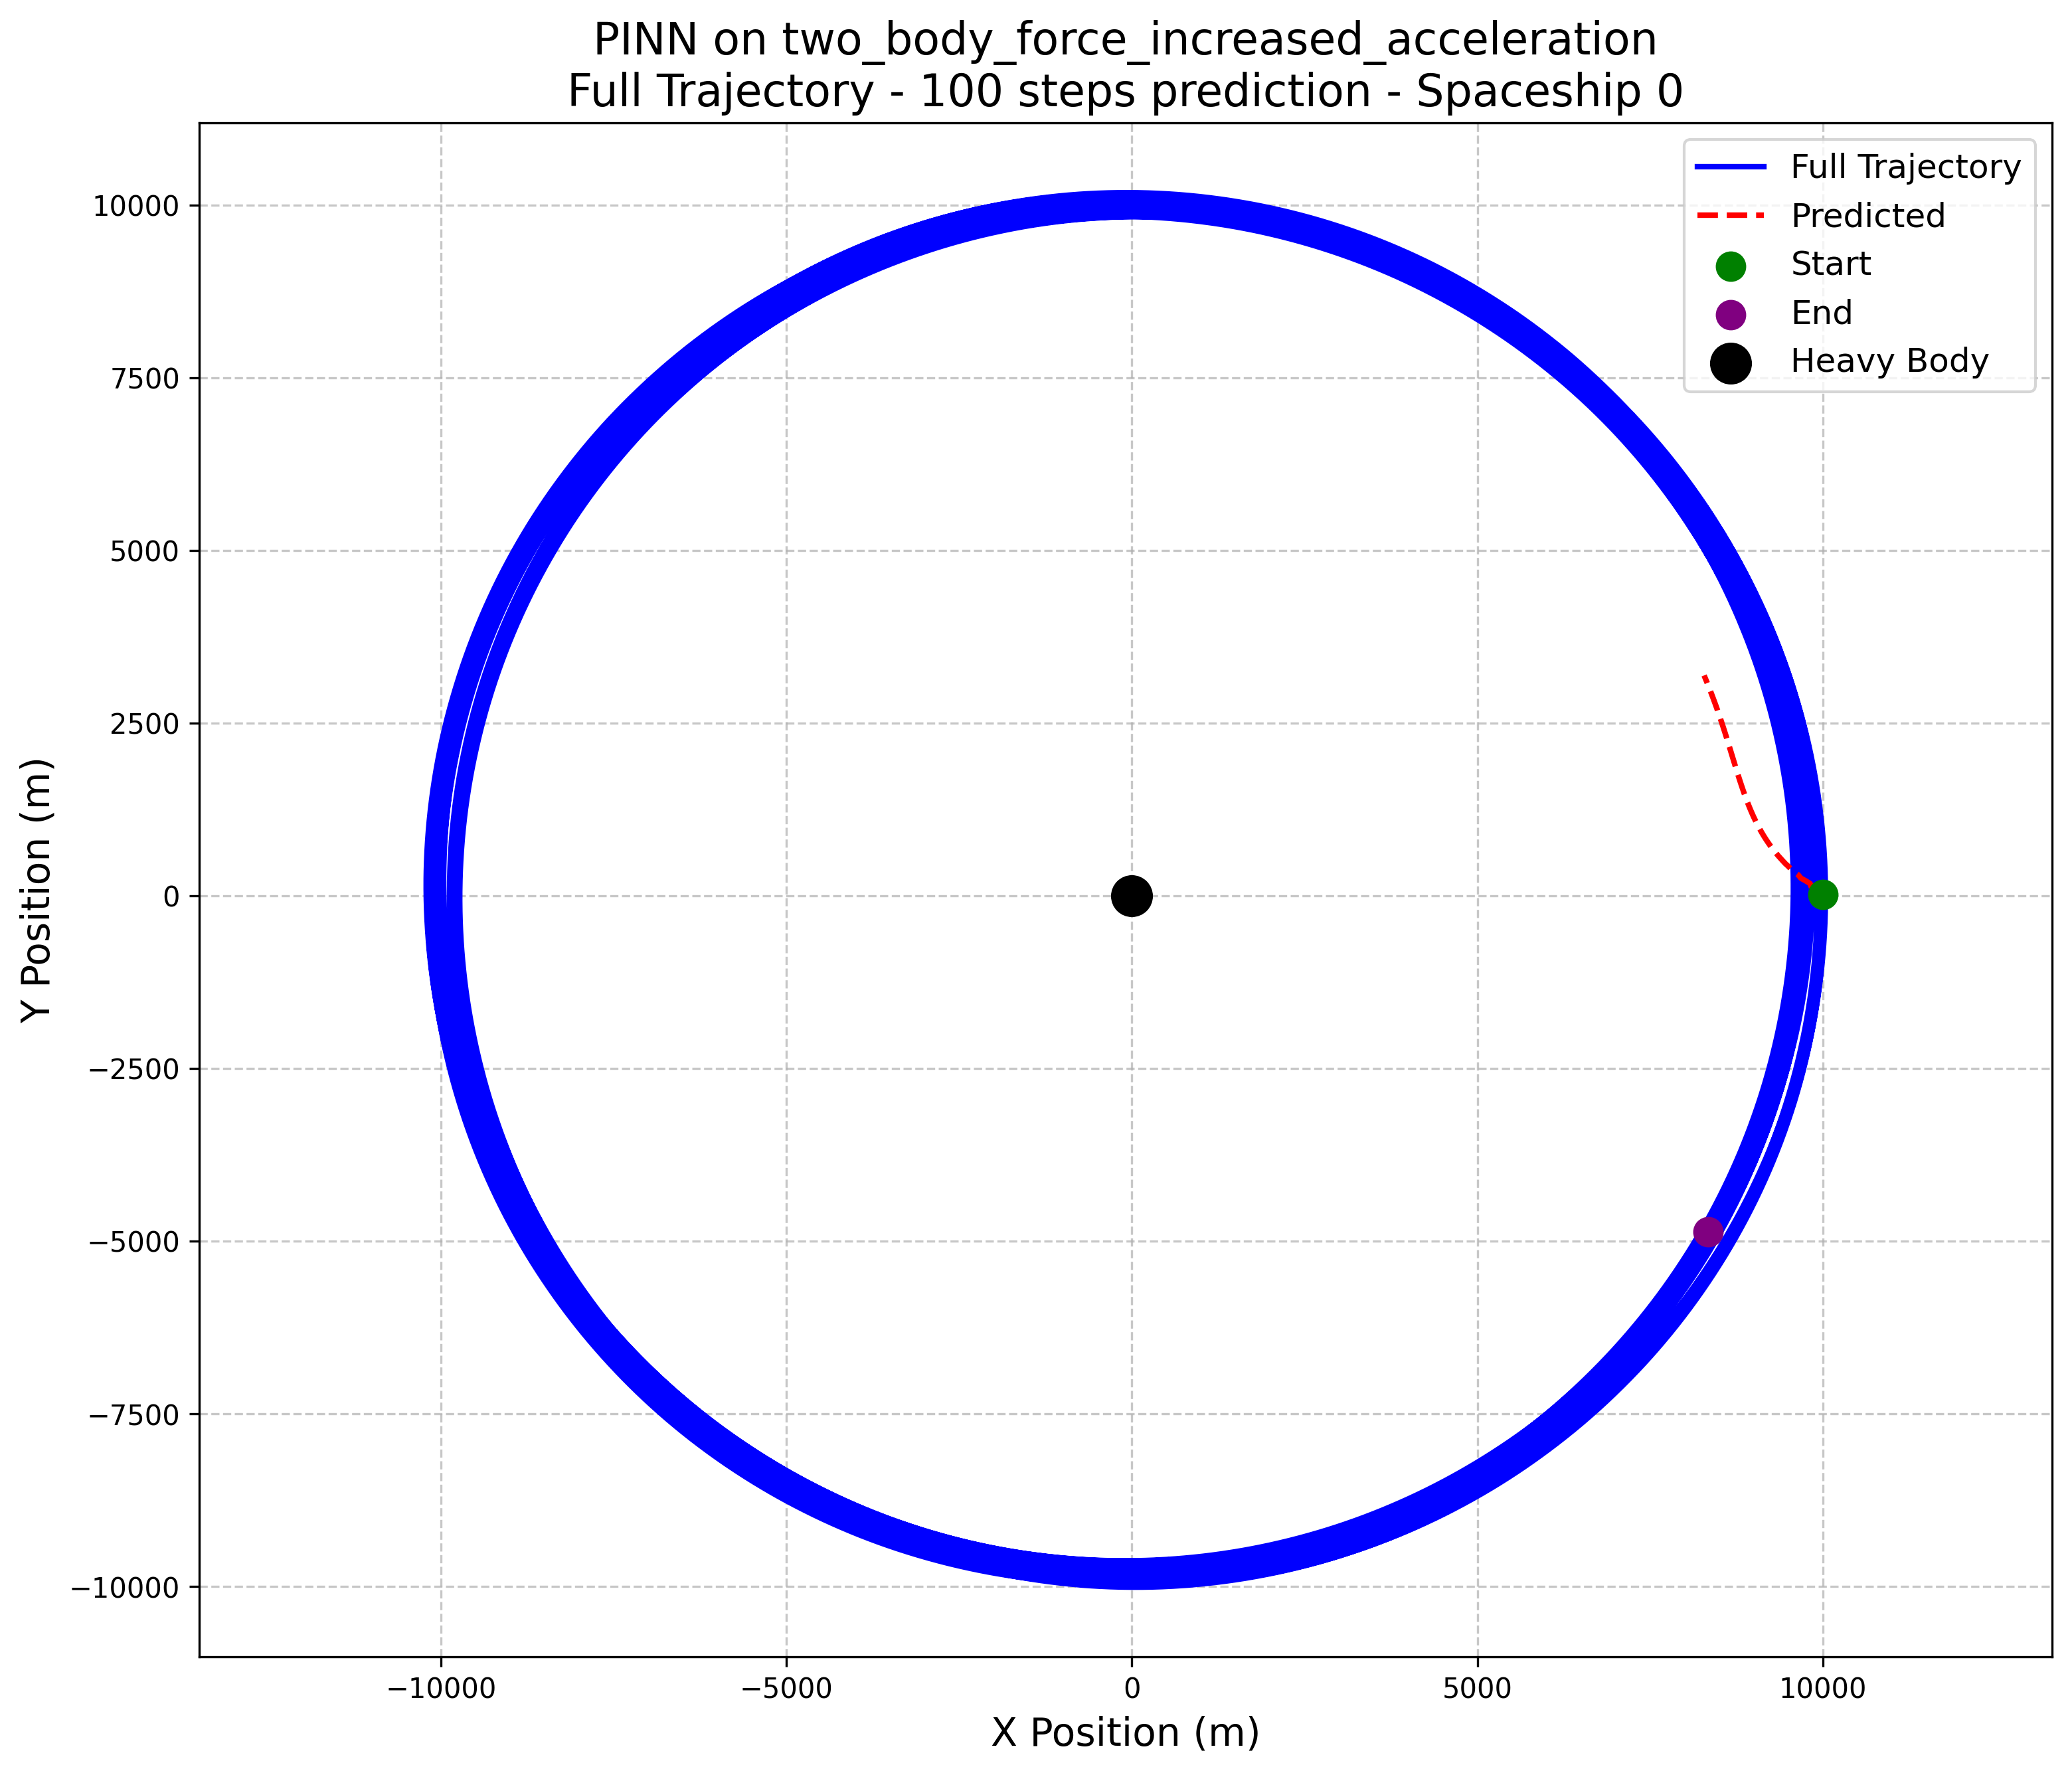 PINN on two_body_force_increased_acceleration
Full Trajectory - 100 steps prediction - Spaceship 0
Full Trajectory
Predicted
Start
End
Heavy Body
10000
7500
5000
2500
0
−2500
−5000
−7500
−10000
Y Position (m)
−10000
−5000
0
5000
10000
X Position (m)